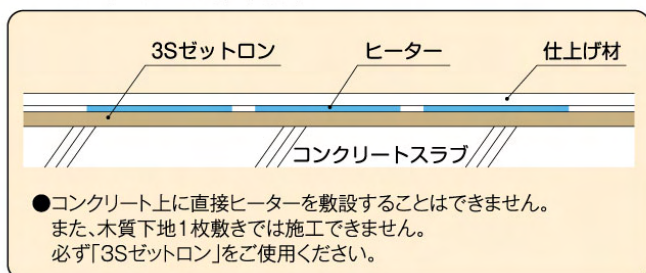 3Sゼットロン
ヒーター
仕上げ材
コンクリートスラブ
●コンクリート上に直接ヒーターを敷設することはできません。
また、木質下地1枚敷きでは施工できません。
必ず「3Sゼットロン」をご使用ください。